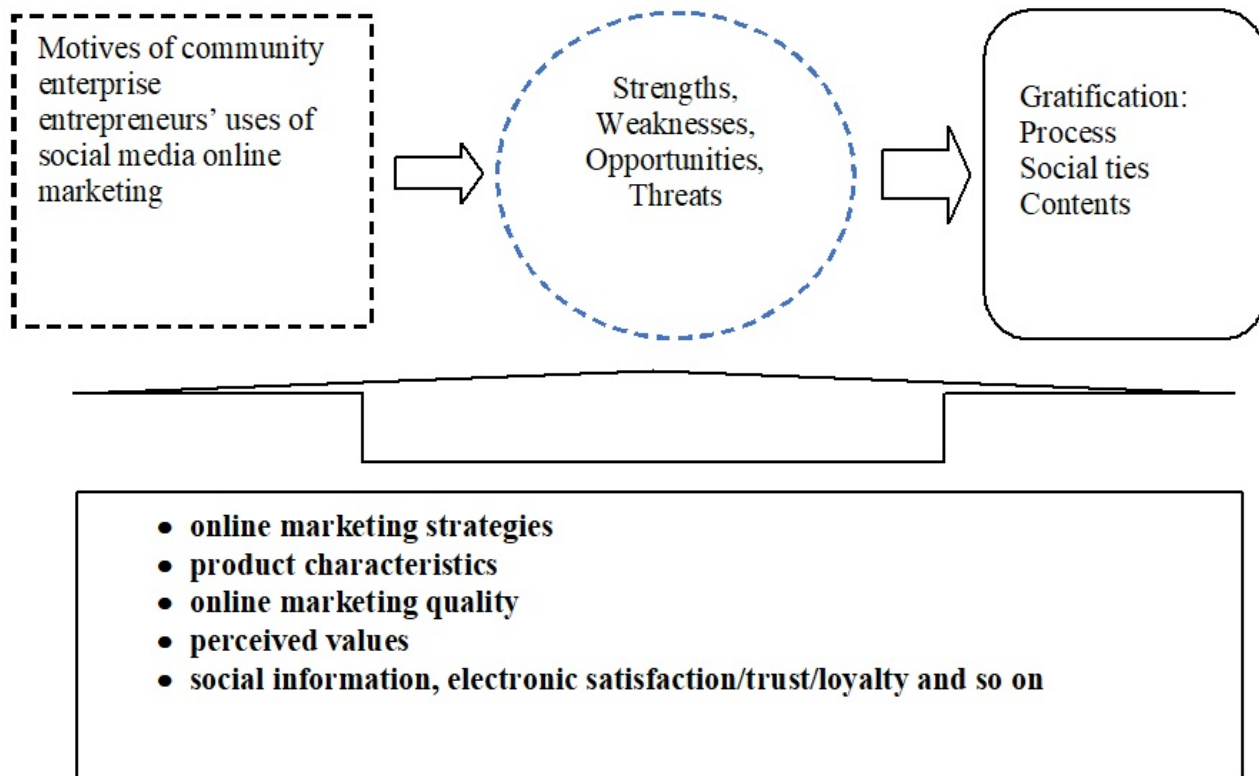 Motives of community
enterprise
entrepreneurs’ uses of
social media online
marketing
Strengths,
Weaknesses,
Opportunities,
Threats
Gratification:
Process
Social ties
Contents
• online marketing strategies
• product characteristics
• online marketing quality
• perceived values
• social information, electronic satisfaction/trust/loyalty and so on